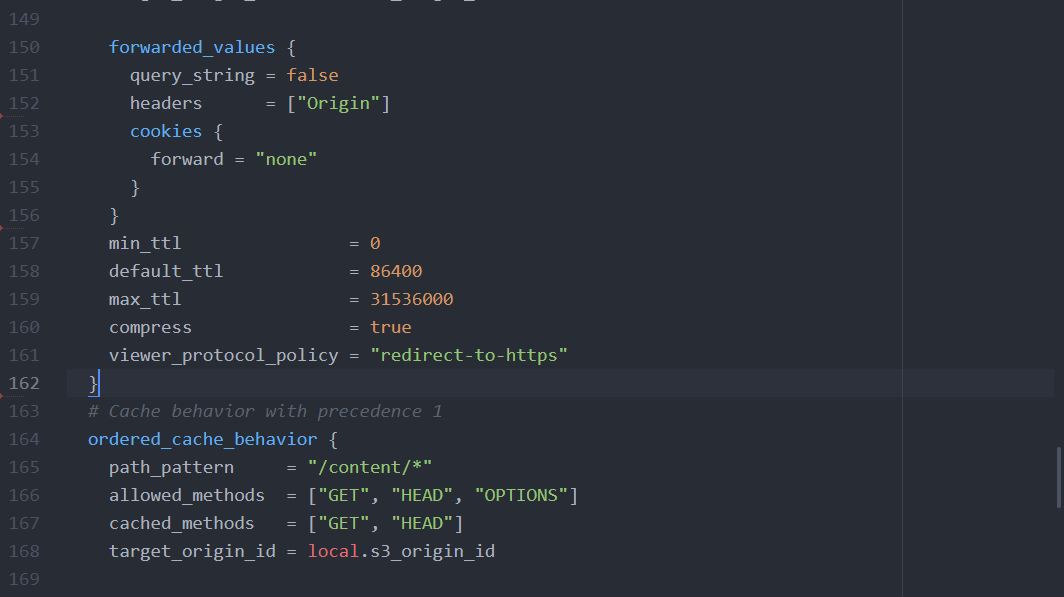 149
150 forwarded_values {
151 query_string = false
152 headers = ["Origin"]
153 cookies {
154 forward = "none"
155 }
156 }
157 min_ttl = 0
158 default_ttl = 86400
159 max_ttl = 31536000
160 compress = true
161 viewer_protocol_policy = "redirect-to-https"
162 }
163 # Cache behavior with precedence 1
164 ordered_cache_behavior {
165 path_pattern = "/content/*"
166 allowed_methods = ["GET", "HEAD", "OPTIONS"]
167 cached_methods = ["GET", "HEAD"]
168 target_origin_id = local.s3_origin_id
169